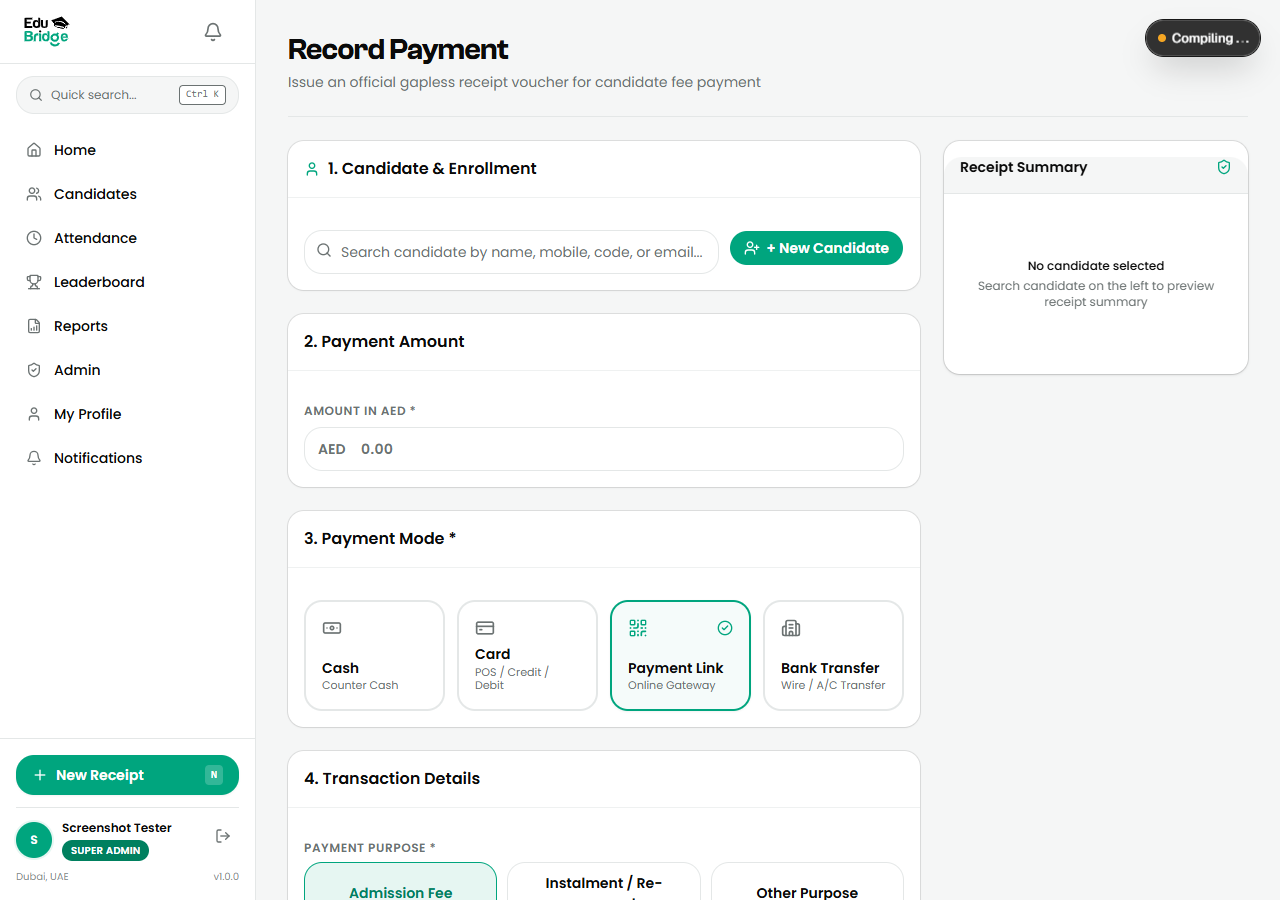 Edu
Bridge
Quick search...
Ctrl K
Home
Candidates
Attendance
Leaderboard
Reports
Admin
My Profile
Notifications
New Receipt
N
S
Screenshot Tester
SUPER ADMIN
Dubai, UAE
v1.0.0
Record Payment
Issue an official gapless receipt voucher for candidate fee payment
Compiling ...
1. Candidate & Enrollment
Search candidate by name, mobile, code, or email...
+ New Candidate
2. Payment Amount
AMOUNT IN AED *
AED 0.00
3. Payment Mode *
Cash
Counter Cash
Card
POS / Credit /
Debit
Payment Link
Online Gateway
Bank Transfer
Wire / A/C Transfer
4. Transaction Details
PAYMENT PURPOSE *
Admission Fee
Instalment / Re-
Other Purpose
Receipt Summary
No candidate selected
Search candidate on the left to preview
receipt summary